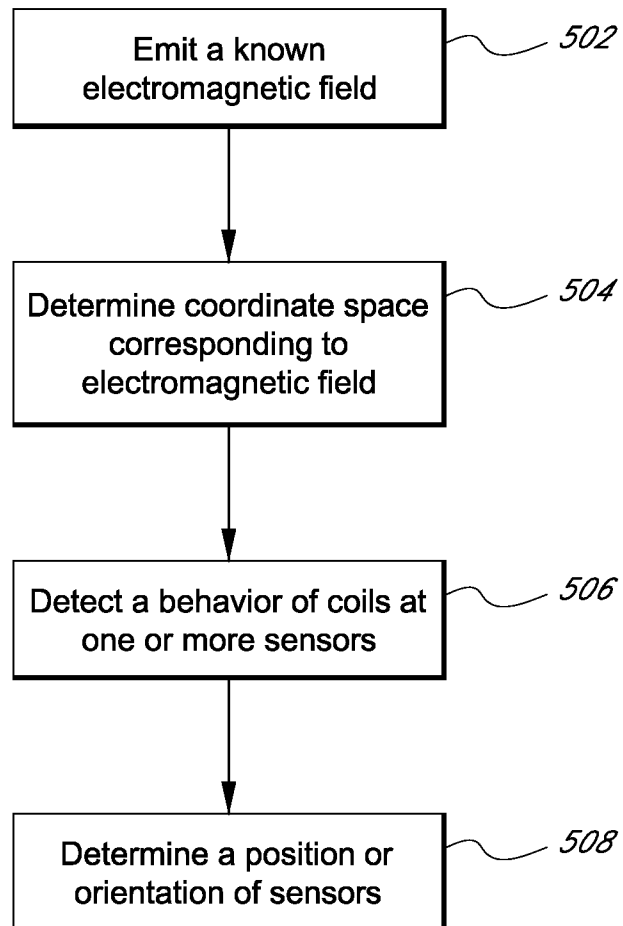 Emit a known
electromagnetic field
502
Determine coordinate space
corresponding to
electromagnetic field
504
Detect a behavior of coils at
one or more sensors
506
Determine a position or
orientation of sensors
508